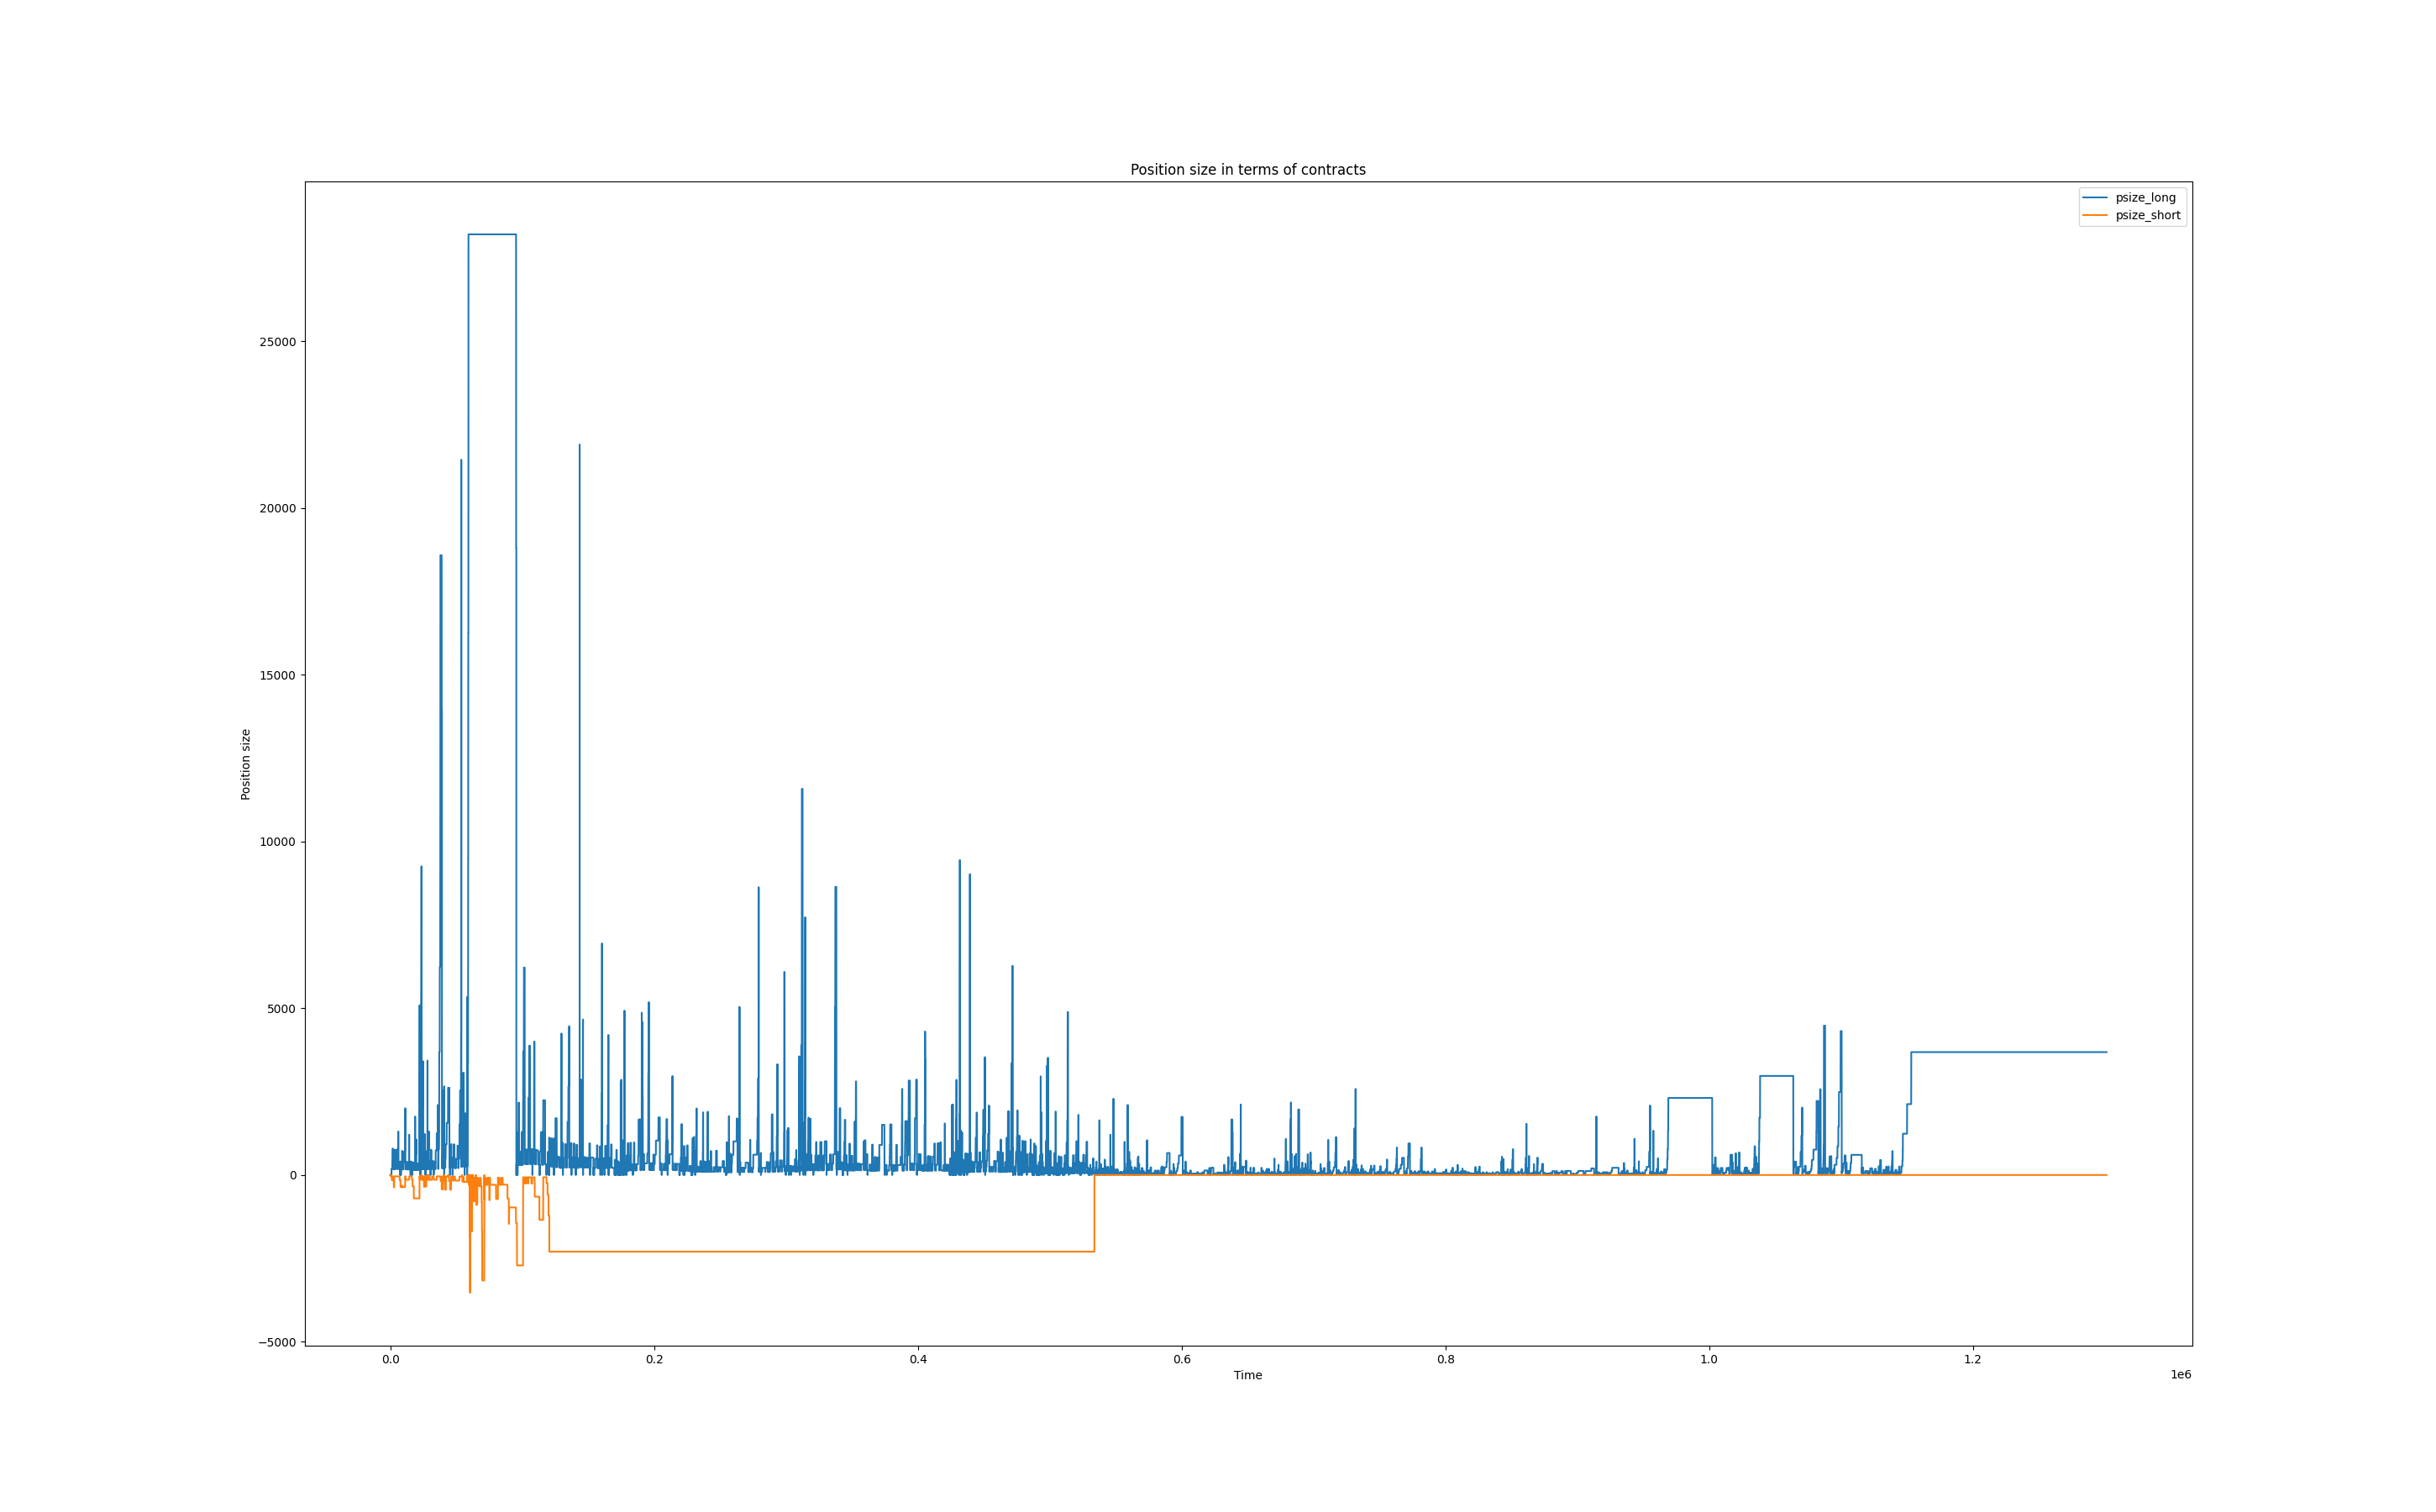 Position size in terms of contracts
psize_long
psize_short
25000
20000
15000
10000
5000
0
−5000
Position size
0.0
0.2
0.4
0.6
0.8
1.0
1.2
Time
1e6